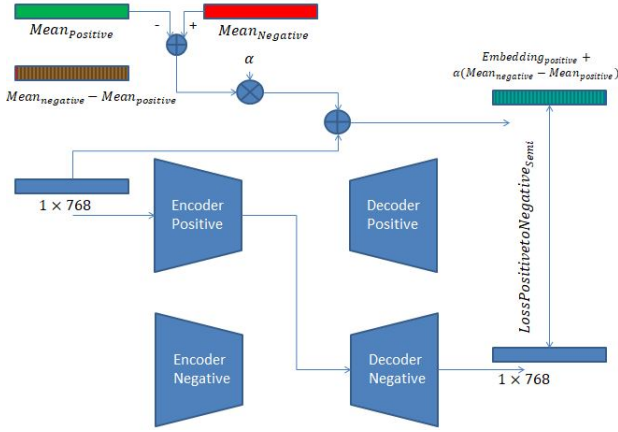 Mean_Positive
- +
Mean_Negative
α
Mean_negative − Mean_positive
Embedding_positive +
α(Mean_negative − Mean_positive)
1 × 768
Encoder
Positive
Decoder
Positive
LossPositivetoNegative_Semi
Encoder
Negative
Decoder
Negative
1 × 768